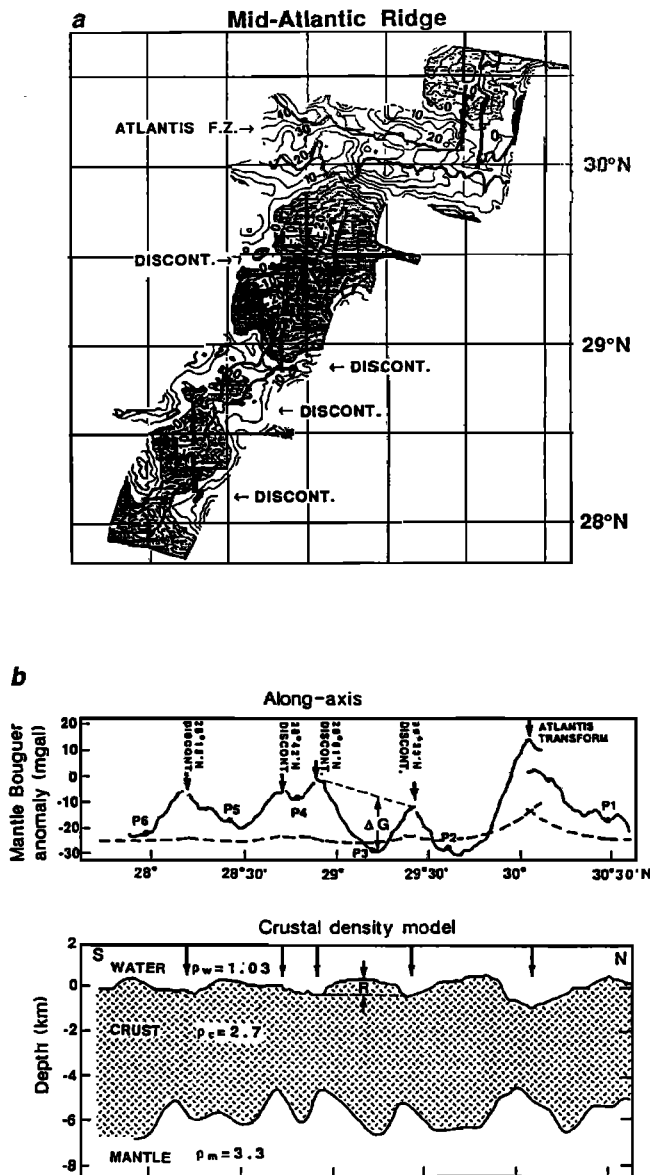 a
Mid-Atlantic Ridge
ATLANTIS F.Z.→
30°N
DISCONT.→
29°N
← DISCONT.
← DISCONT.
← DISCONT.
28°N
b
Along-axis
Mantle Bouguer
anomaly (mgal)
20
10
0
-10
-20
-30
DISCONT.
DISCONT.
DISCONT.
DISCONT.
ATLANTIS
TRANSFORM
P6
P5
P4
ΔG
P3
P2
P1
28°
28°30'
29°
29°30'
30°
30°30'N
Crustal density model
Depth (km)
2
0
-2
-4
-6
-8
S
N
WATER ρw=1.03
R
CRUST ρc=2.7
MANTLE ρm=3.3